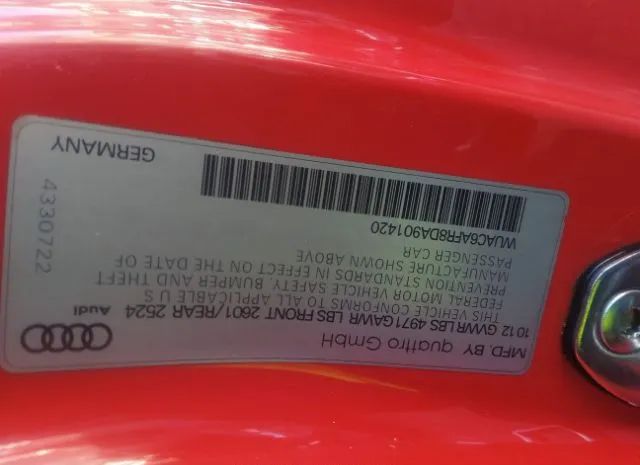 MFD. BY quattro GmbH
10 12 GVWR LBS 4971 GAWR LBS FRONT 2601/REAR 2524
THIS VEHICLE CONFORMS TO ALL APPLICABLE U S
FEDERAL MOTOR VEHICLE SAFETY, BUMPER AND THEFT
PREVENTION STANDARDS IN EFFECT ON THE DATE OF
MANUFACTURE SHOWN ABOVE
PASSENGER CAR
WUAC6AFR8DA901420
Audi
4330722
GERMANY